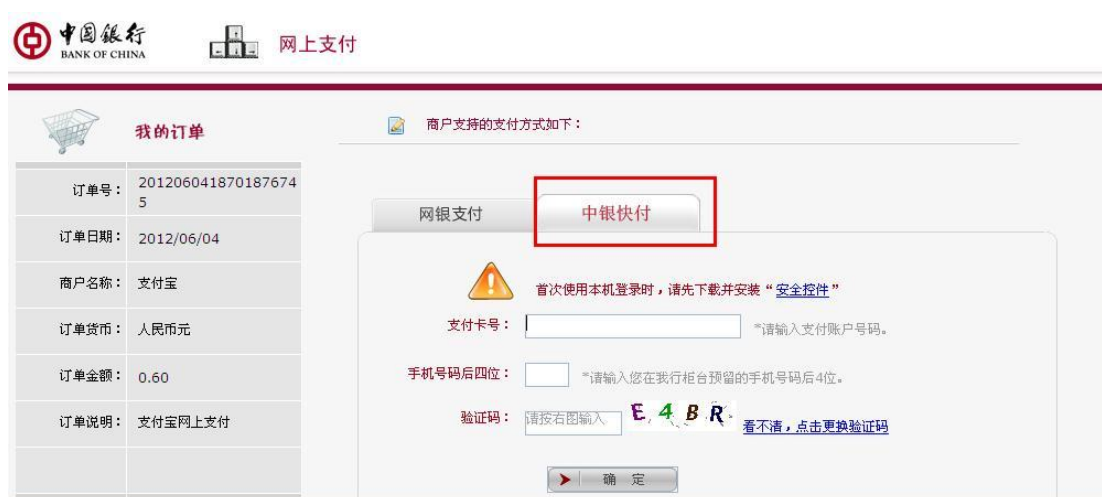 中国银行
BANK OF CHINA
网上支付
我的订单
订单号：
201206041870187674
5
订单日期：
2012/06/04
商户名称：
支付宝
订单货币：
人民币元
订单金额：
0.60
订单说明：
支付宝网上支付
商户支持的支付方式如下：
网银支付
中银快付
首次使用本机登录时，请先下载并安装“安全控件”
支付卡号：
*请输入支付账户号码。
手机号码后四位：
*请输入您在我行柜台预留的手机号码后4位。
验证码：
请按右图输入
E4BR
看不清，点击更换验证码
确 定